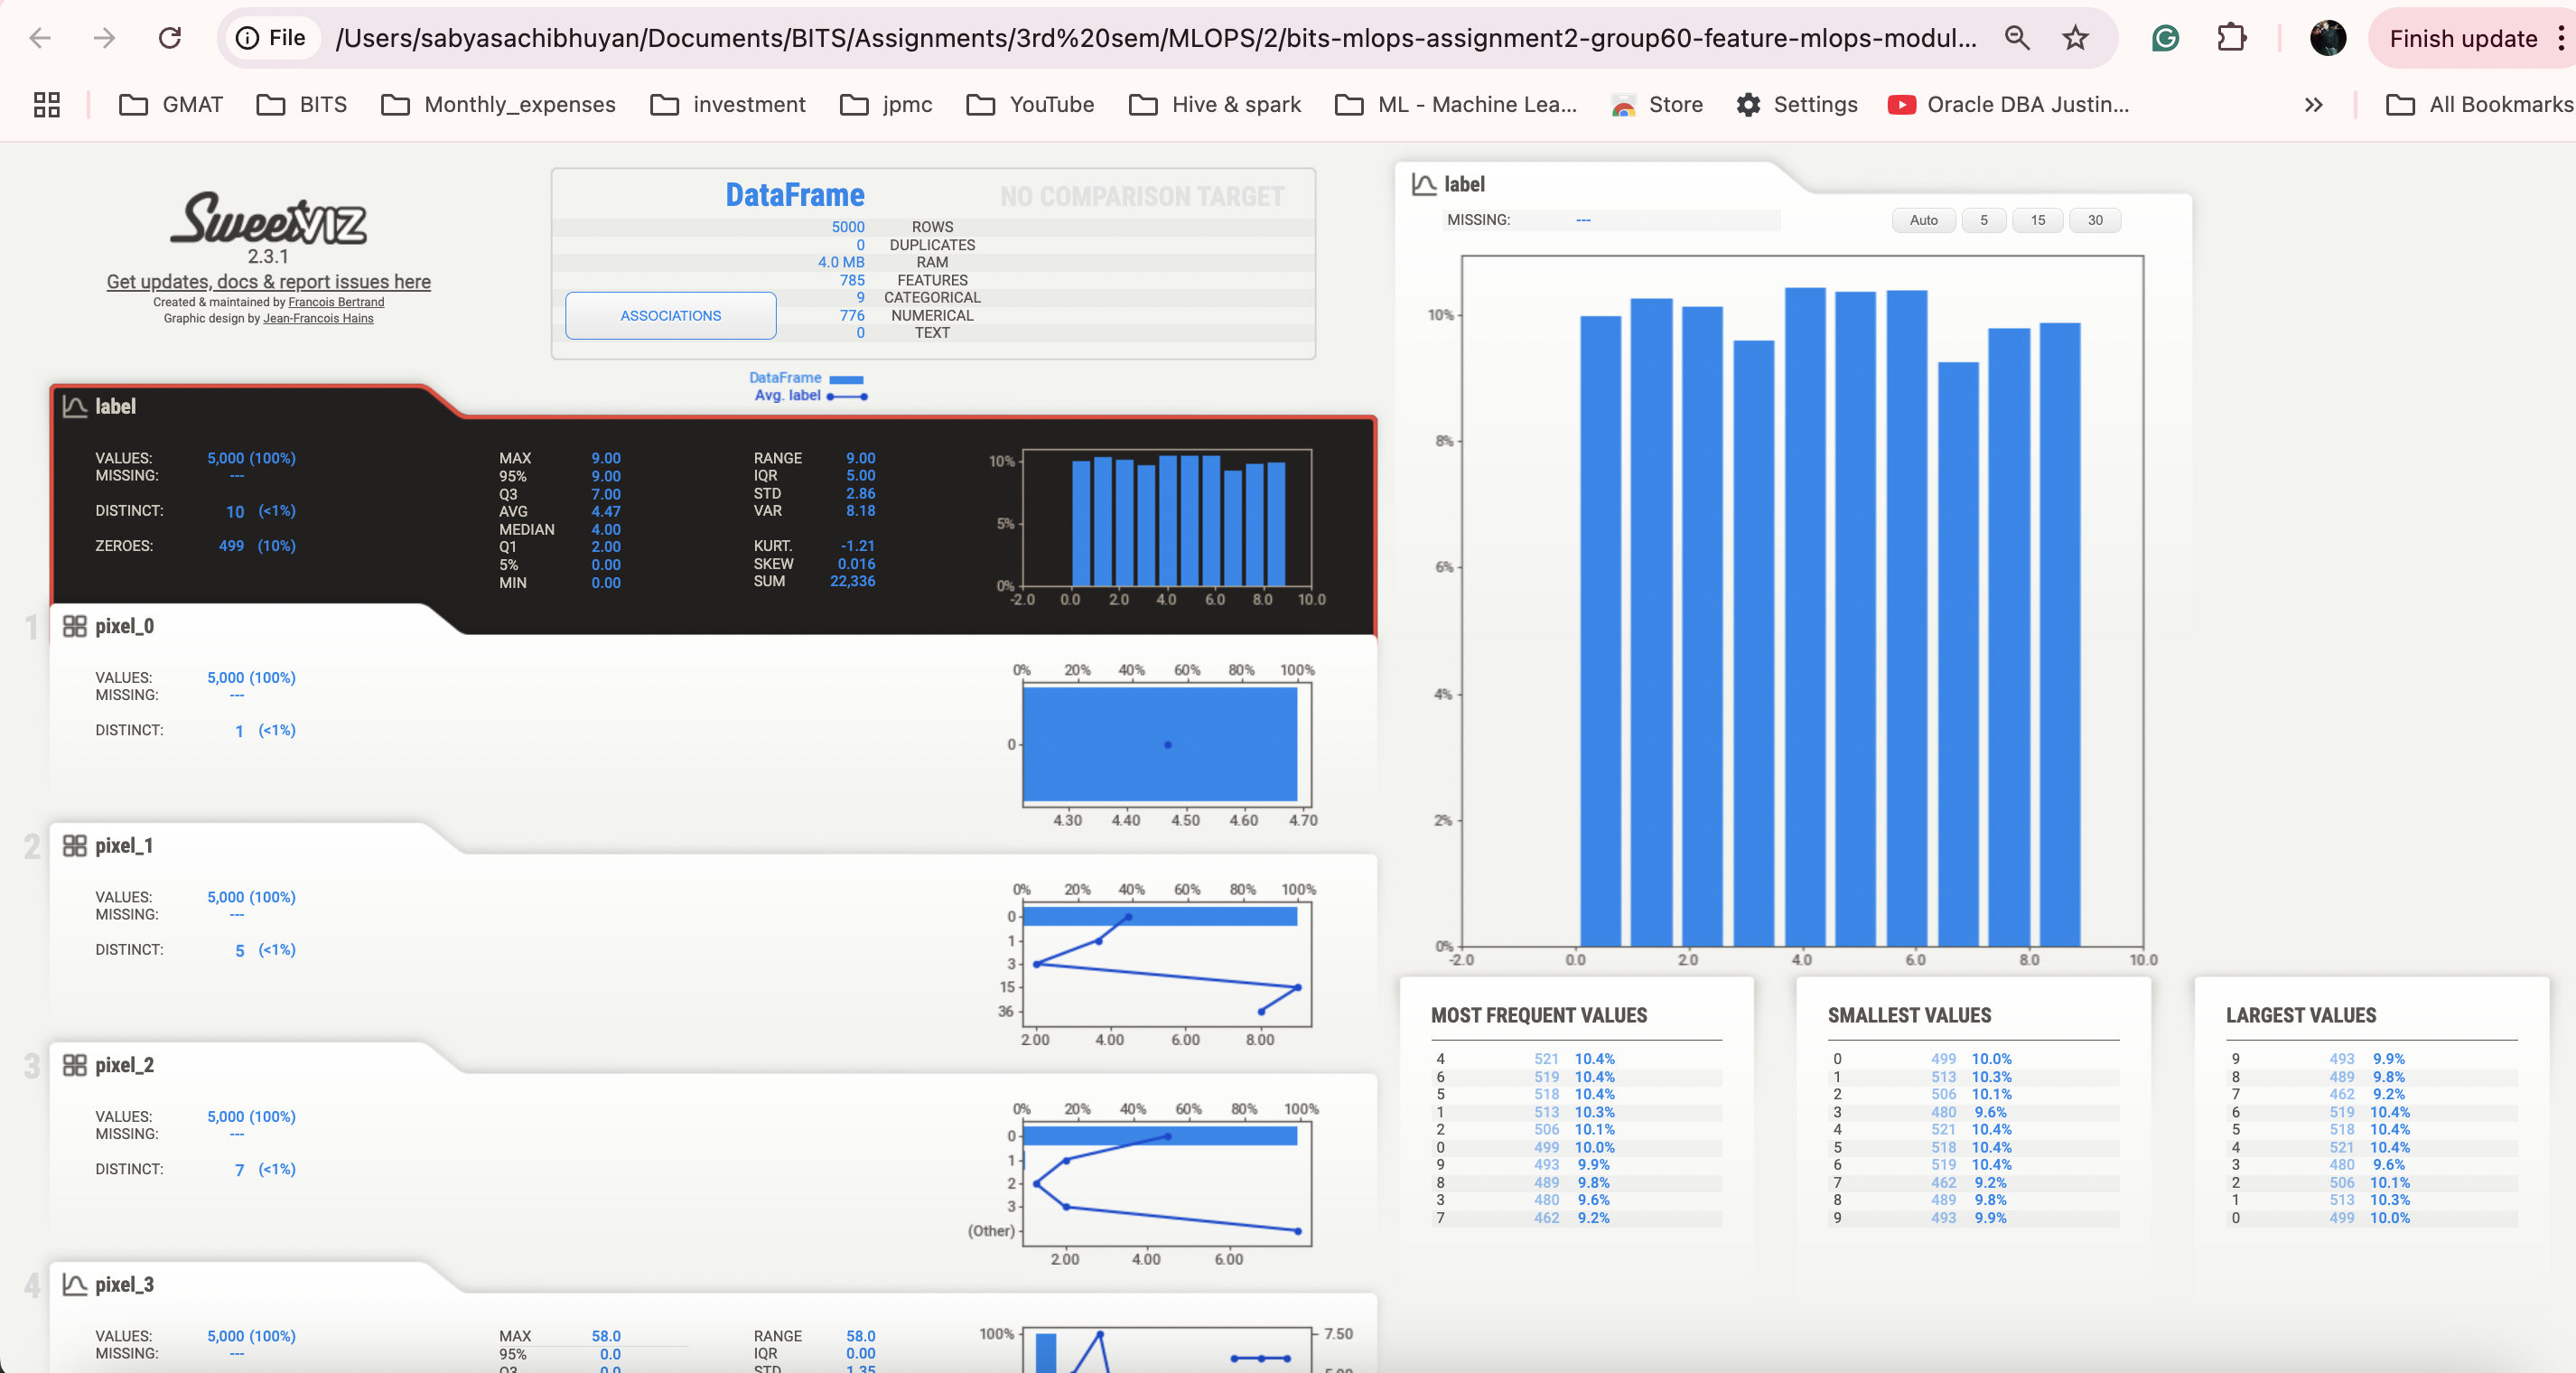 File /Users/sabyasachibhuyan/Documents/BITS/Assignments/3rd%20sem/MLOPS/2/bits-mlops-assignment2-group60-feature-mlops-modul... Finish update
GMAT BITS Monthly_expenses investment jpmc YouTube Hive & spark ML - Machine Lea... Store Settings Oracle DBA Justin... » All Bookmarks
SweetVIZ
2.3.1
Get updates, docs & report issues here
Created & maintained by Francois Bertrand
Graphic design by Jean-Francois Hains
DataFrame NO COMPARISON TARGET
5000 ROWS
0 DUPLICATES
4.0 MB RAM
785 FEATURES
9 CATEGORICAL
776 NUMERICAL
0 TEXT
ASSOCIATIONS
DataFrame
Avg. label
label
VALUES: 5,000 (100%)
MISSING: ---
DISTINCT: 10 (<1%)
ZEROES: 499 (10%)
MAX 9.00
95% 9.00
Q3 7.00
AVG 4.47
MEDIAN 4.00
Q1 2.00
5% 0.00
MIN 0.00
RANGE 9.00
IQR 5.00
STD 2.86
VAR 8.18
KURT. -1.21
SKEW 0.016
SUM 22,336
10%
5%
0%
-2.0 0.0 2.0 4.0 6.0 8.0 10.0
1 pixel_0
VALUES: 5,000 (100%)
MISSING: ---
DISTINCT: 1 (<1%)
0% 20% 40% 60% 80% 100%
0
4.30 4.40 4.50 4.60 4.70
2 pixel_1
VALUES: 5,000 (100%)
MISSING: ---
DISTINCT: 5 (<1%)
0% 20% 40% 60% 80% 100%
0
1
3
15
36
2.00 4.00 6.00 8.00
3 pixel_2
VALUES: 5,000 (100%)
MISSING: ---
DISTINCT: 7 (<1%)
0% 20% 40% 60% 80% 100%
0
1
2
3
(Other)
2.00 4.00 6.00
4 pixel_3
VALUES: 5,000 (100%)
MISSING: ---
MAX 58.0
95% 0.0
Q3 0.0
RANGE 58.0
IQR 0.00
STD 1.35
100% 7.50
label
MISSING: ---
Auto 5 15 30
10%
8%
6%
4%
2%
0%
-2.0 0.0 2.0 4.0 6.0 8.0 10.0
MOST FREQUENT VALUES
4 521 10.4%
6 519 10.4%
5 518 10.4%
1 513 10.3%
2 506 10.1%
0 499 10.0%
9 493 9.9%
8 489 9.8%
3 480 9.6%
7 462 9.2%
SMALLEST VALUES
0 499 10.0%
1 513 10.3%
2 506 10.1%
3 480 9.6%
4 521 10.4%
5 518 10.4%
6 519 10.4%
7 462 9.2%
8 489 9.8%
9 493 9.9%
LARGEST VALUES
9 493 9.9%
8 489 9.8%
7 462 9.2%
6 519 10.4%
5 518 10.4%
4 521 10.4%
3 480 9.6%
2 506 10.1%
1 513 10.3%
0 499 10.0%